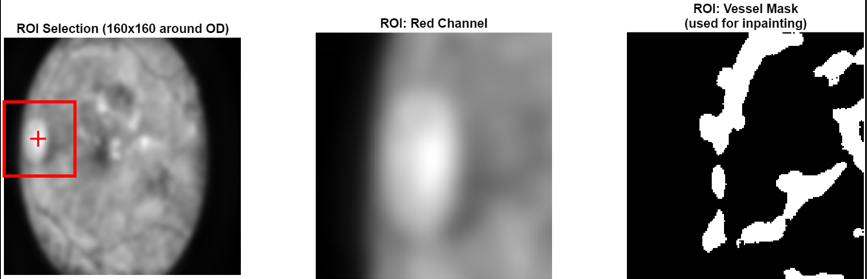 ROI Selection (160x160 around OD)
ROI: Red Channel
ROI: Vessel Mask
(used for inpainting)